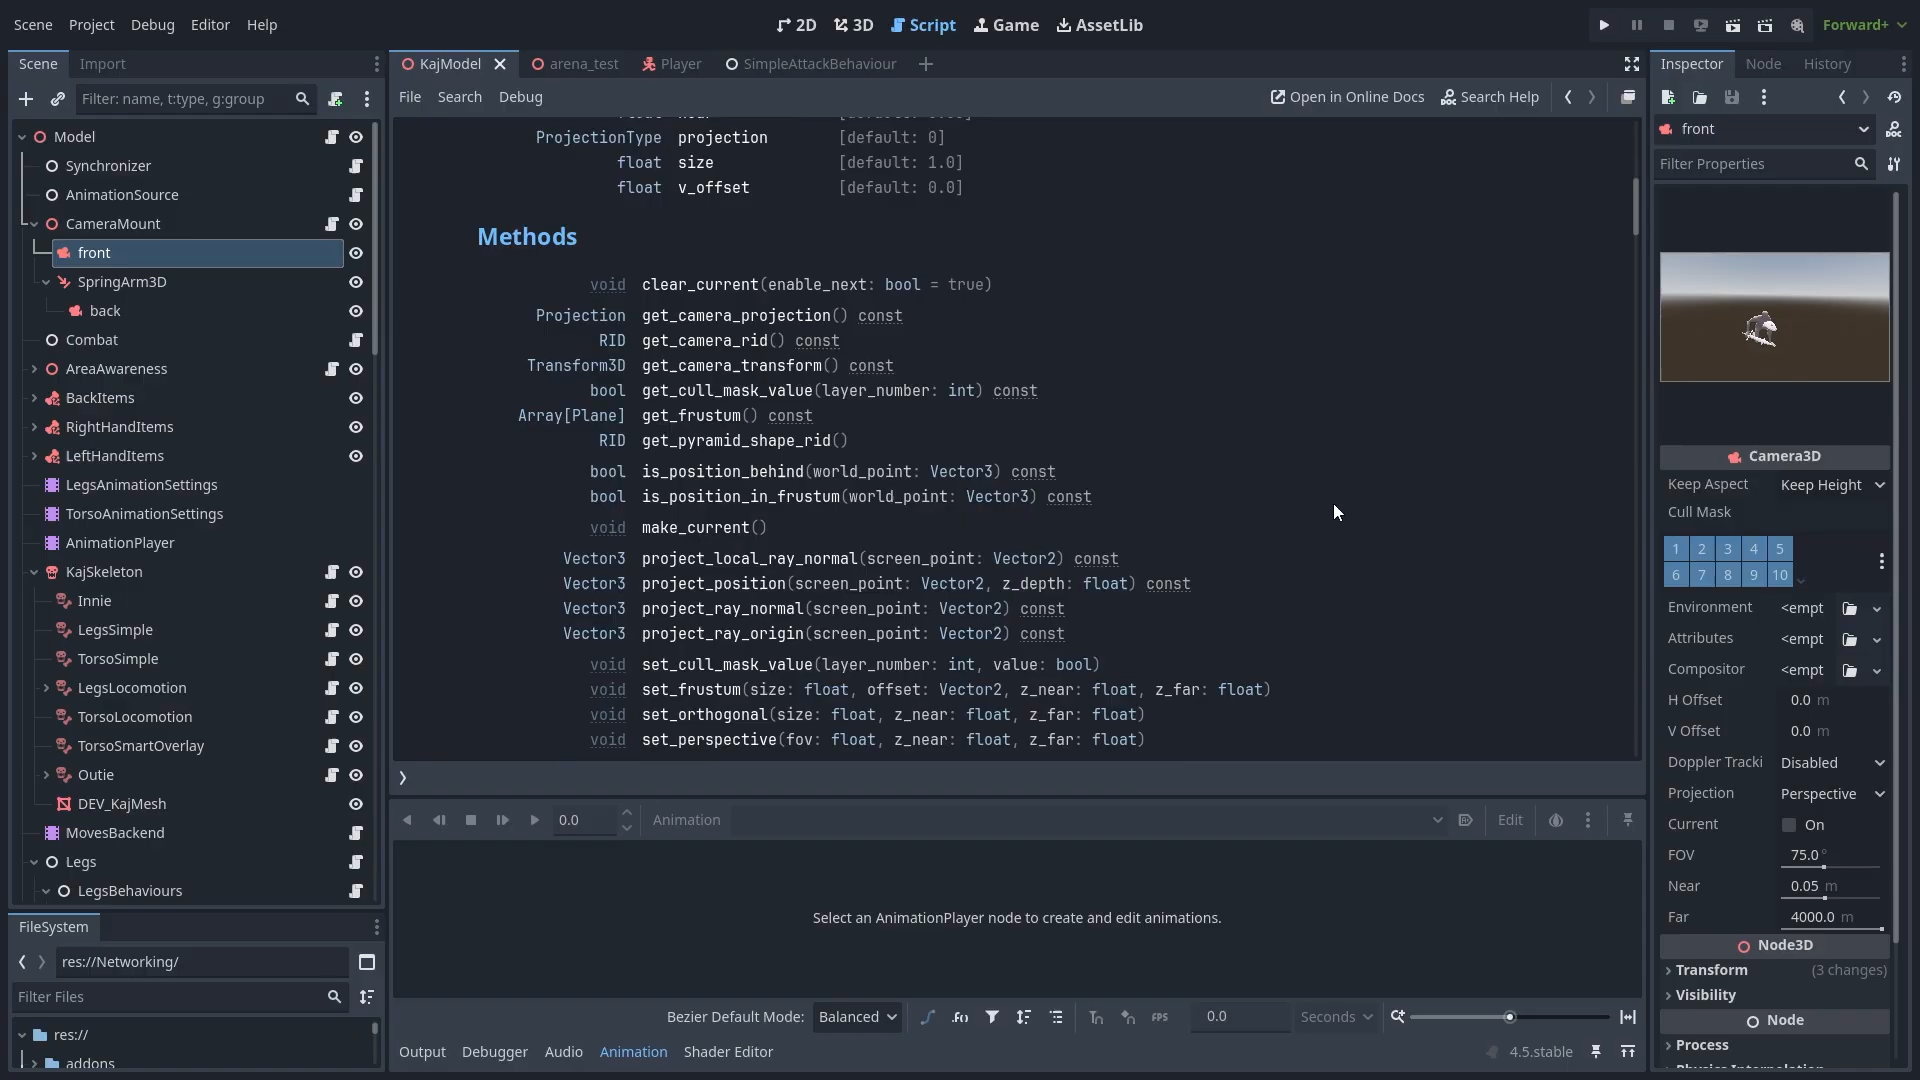 Scene Project Debug Editor Help
2D 3D Script Game AssetLib
Forward+
Scene Import
Filter: name, t:type, g:group
Model
Synchronizer
AnimationSource
CameraMount
front
SpringArm3D
back
Combat
AreaAwareness
BackItems
RightHandItems
LeftHandItems
LegsAnimationSettings
TorsoAnimationSettings
AnimationPlayer
KajSkeleton
Innie
LegsSimple
TorsoSimple
LegsLocomotion
TorsoLocomotion
TorsoSmartOverlay
Outie
DEV_KajMesh
MovesBackend
Legs
LegsBehaviours
FileSystem
res://Networking/
Filter Files
res://
addons
KajModel arena_test Player SimpleAttackBehaviour
File Search Debug
Open in Online Docs Search Help
ProjectionType projection [default: 0]
float size [default: 1.0]
float v_offset [default: 0.0]
Methods
void clear_current(enable_next: bool = true)
Projection get_camera_projection() const
RID get_camera_rid() const
Transform3D get_camera_transform() const
bool get_cull_mask_value(layer_number: int) const
Array[Plane] get_frustum() const
RID get_pyramid_shape_rid()
bool is_position_behind(world_point: Vector3) const
bool is_position_in_frustum(world_point: Vector3) const
void make_current()
Vector3 project_local_ray_normal(screen_point: Vector2) const
Vector3 project_position(screen_point: Vector2, z_depth: float) const
Vector3 project_ray_normal(screen_point: Vector2) const
Vector3 project_ray_origin(screen_point: Vector2) const
void set_cull_mask_value(layer_number: int, value: bool)
void set_frustum(size: float, offset: Vector2, z_near: float, z_far: float)
void set_orthogonal(size: float, z_near: float, z_far: float)
void set_perspective(fov: float, z_near: float, z_far: float)
0.0 Animation Edit
Select an AnimationPlayer node to create and edit animations.
Bezier Default Mode: Balanced FPS 0.0 Seconds
Output Debugger Audio Animation Shader Editor 4.5.stable
Inspector Node History
front
Filter Properties
Camera3D
Keep Aspect Keep Height
Cull Mask
1 2 3 4 5
6 7 8 9 10
Environment <empt
Attributes <empt
Compositor <empt
H Offset 0.0 m
V Offset 0.0 m
Doppler Tracki Disabled
Projection Perspective
Current On
FOV 75.0 °
Near 0.05 m
Far 4000.0 m
Node3D
Transform (3 changes)
Visibility
Node
Process